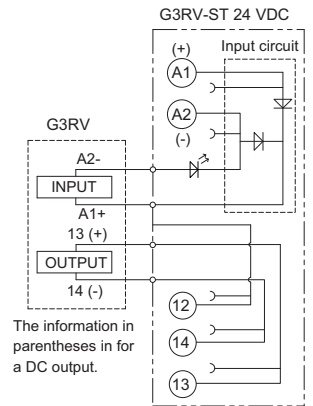 G3RV-ST 24 VDC
(+)
Input circuit
A1
A2
(-)
G3RV
A2-
INPUT
A1+
13 (+)
OUTPUT
14 (-)
12
14
13
The information in
parentheses in for
a DC output.